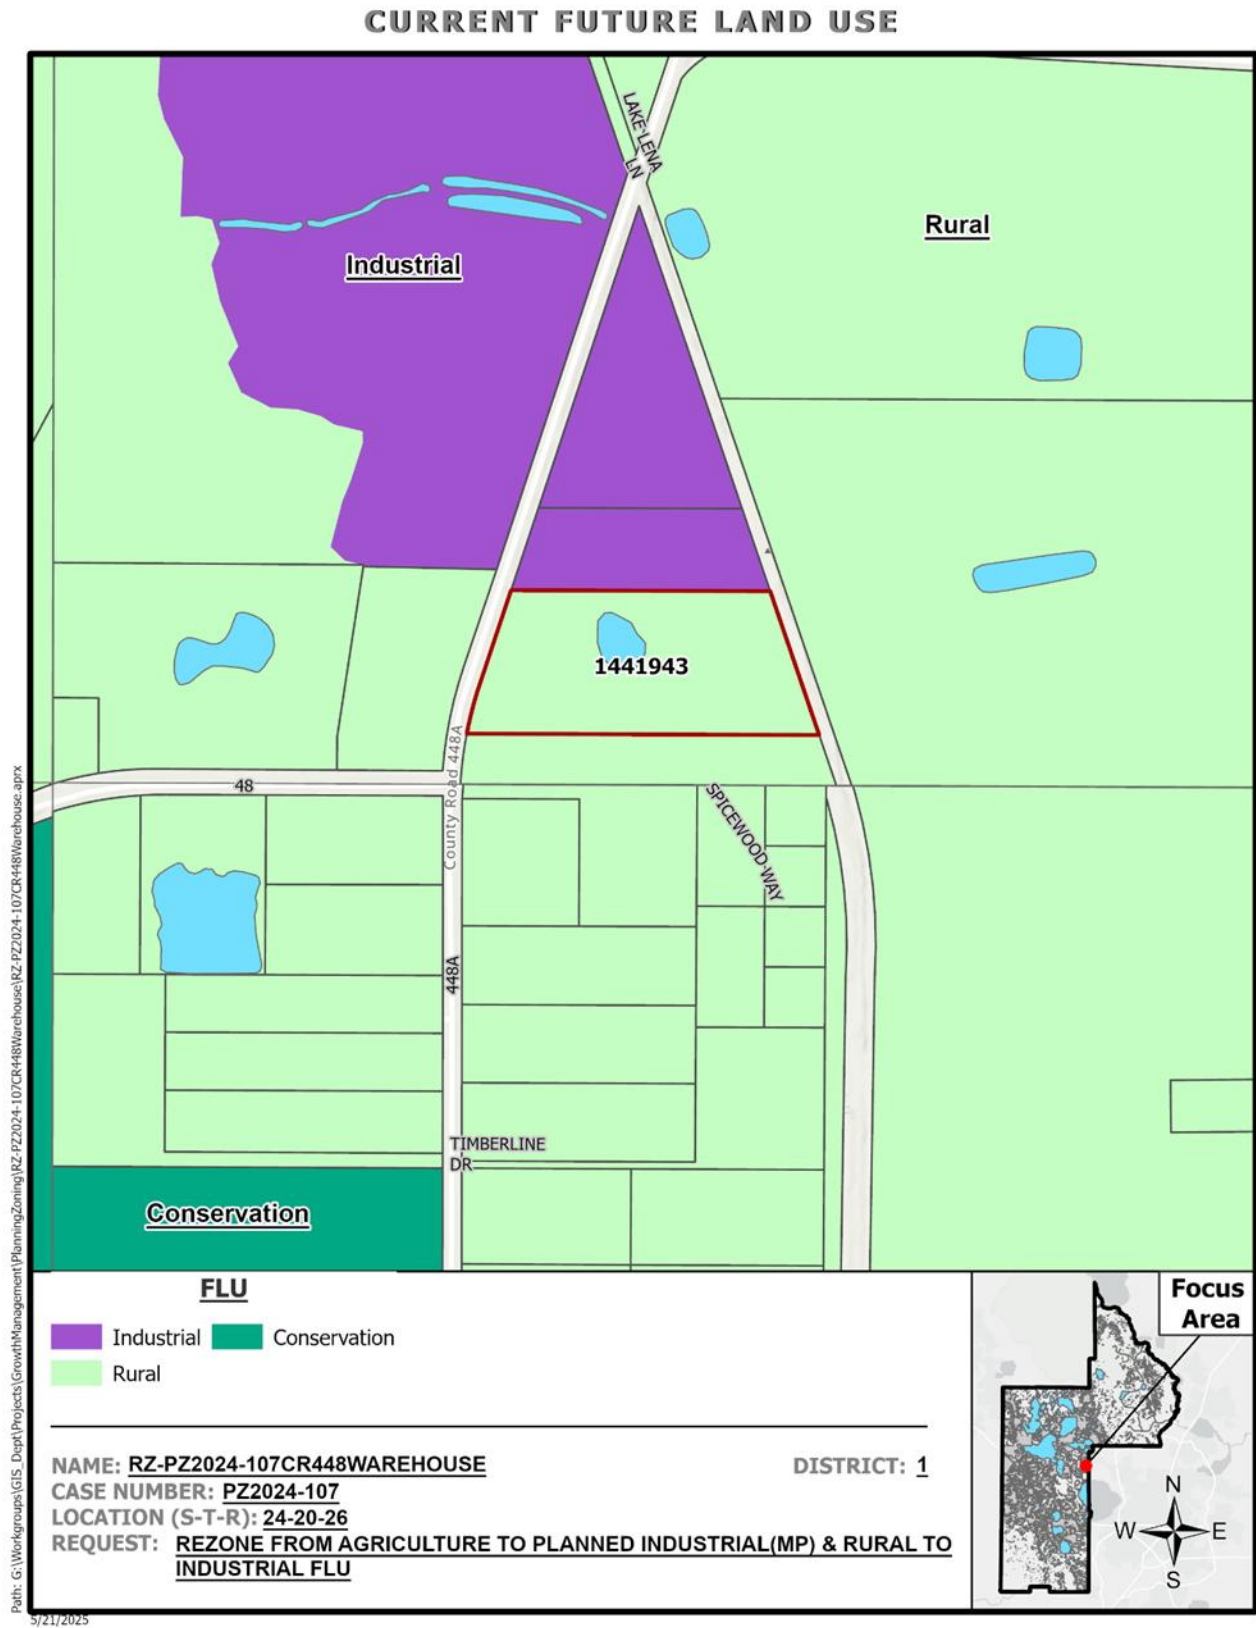 CURRENT FUTURE LAND USE
LAKE LENA
LN
Rural
Industrial
1441943
County Road 448A
48
SPICEWOOD WAY
448A
TIMBERLINE
DR
Conservation
FLU
Industrial
Conservation
Rural
Focus
Area
NAME: RZ-PZ2024-107CR448WAREHOUSE
DISTRICT: 1
CASE NUMBER: PZ2024-107
LOCATION (S-T-R): 24-20-26
REQUEST: REZONE FROM AGRICULTURE TO PLANNED INDUSTRIAL(MP) & RURAL TO
INDUSTRIAL FLU
N
W
E
S
Path: G:\Workgroups\GIS_Dept\Projects\GrowthManagement\PlanningZoning\RZ-PZ2024-107CR448Warehouse\RZ-PZ2024-107CR448Warehouse.aprx
5/21/2025